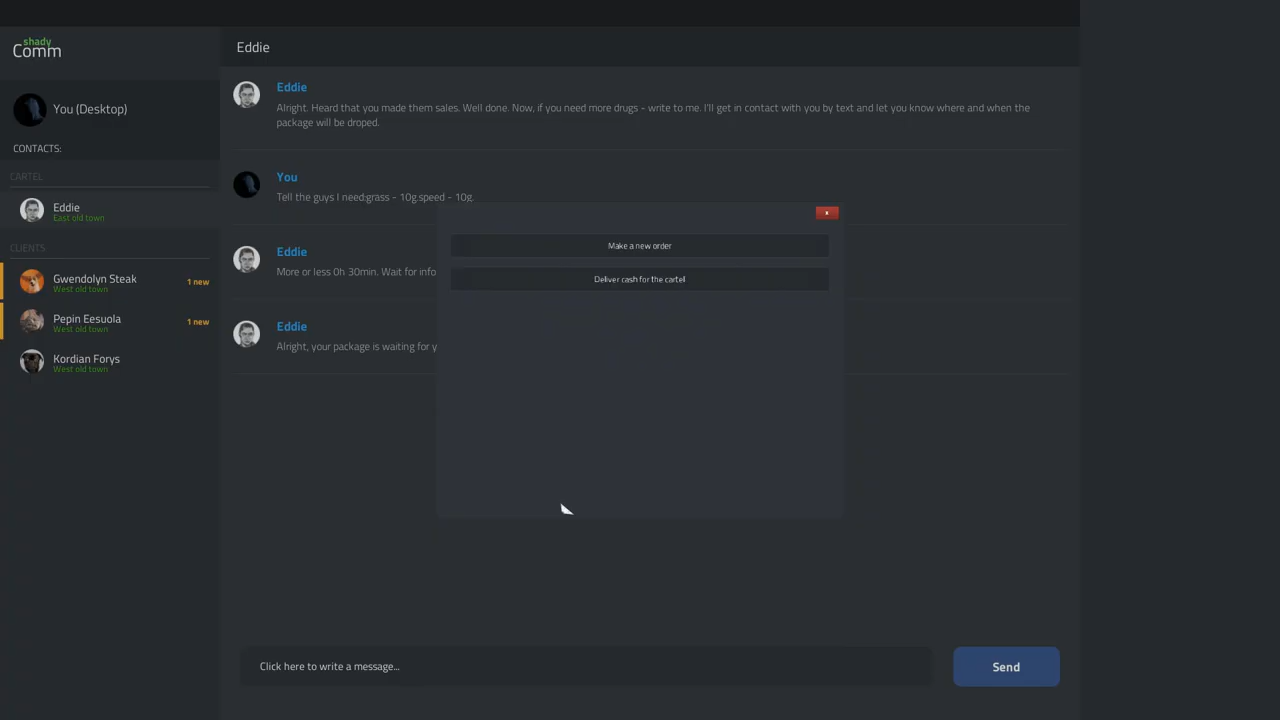 shady
Comm
You (Desktop)
CONTACTS:
CARTEL
Eddie
East old town
CLIENTS
Gwendolyn Steak
West old town
1 new
Pepin Eesuola
West old town
1 new
Kordian Forys
West old town
Eddie
Eddie
Alright. Heard that you made them sales. Well done. Now, if you need more drugs - write to me. I'll get in contact with you by text and let you know where and when the
package will be droped.
You
Tell the guys I need:grass - 10g.speed - 10g.
Eddie
More or less 0h 30min. Wait for info
Eddie
Alright, your package is waiting for y
x
Make a new order
Deliver cash for the cartel
Click here to write a message...
Send